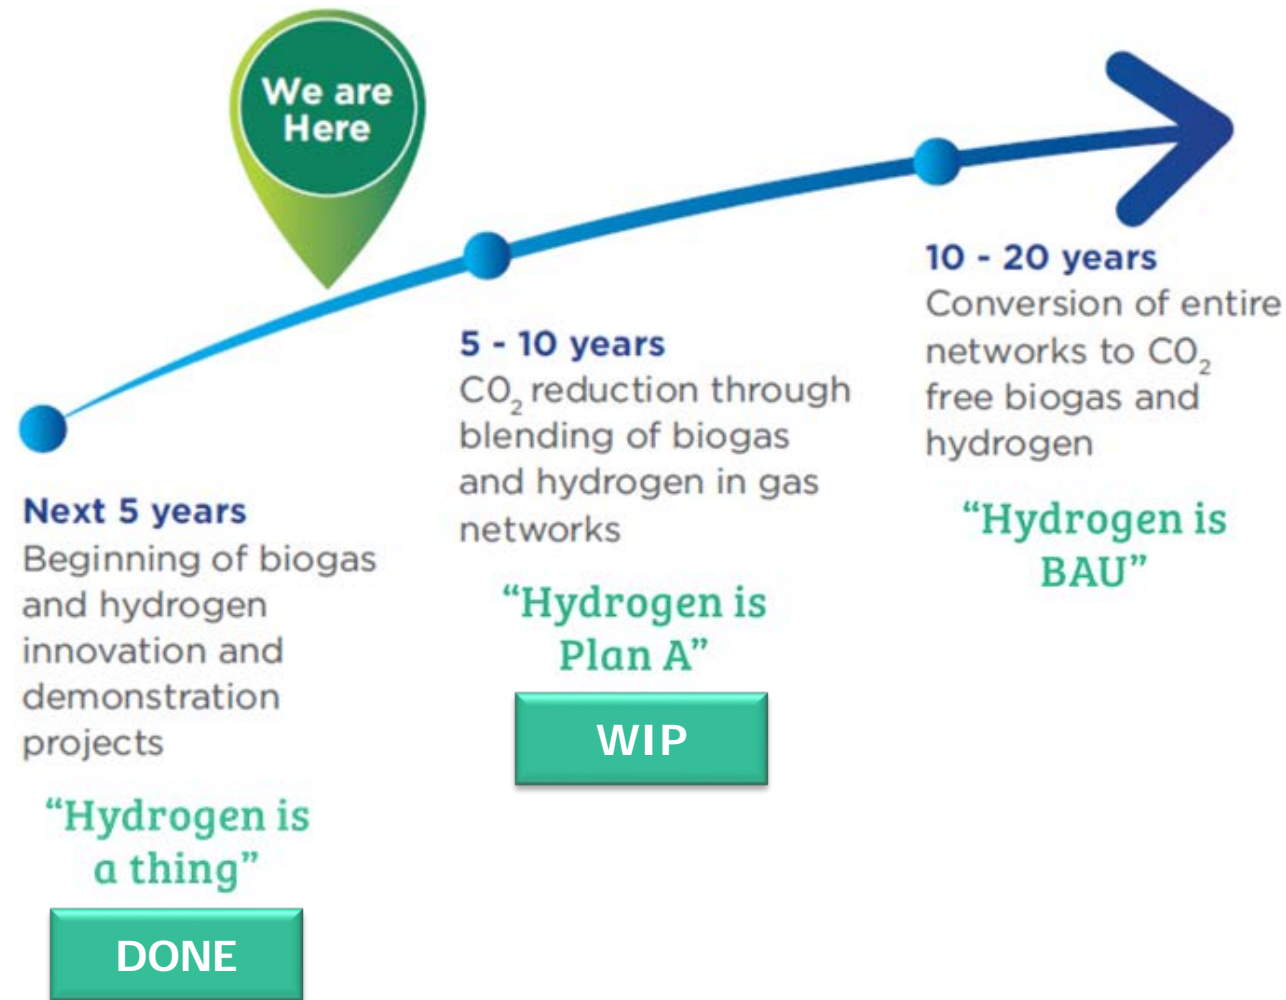 We are
Here
Next 5 years
Beginning of biogas
and hydrogen
innovation and
demonstration
projects
“Hydrogen is
a thing”
DONE
5 - 10 years
CO₂ reduction through
blending of biogas
and hydrogen in gas
networks
“Hydrogen is
Plan A”
WIP
10 - 20 years
Conversion of entire
networks to CO₂
free biogas and
hydrogen
“Hydrogen is
BAU”